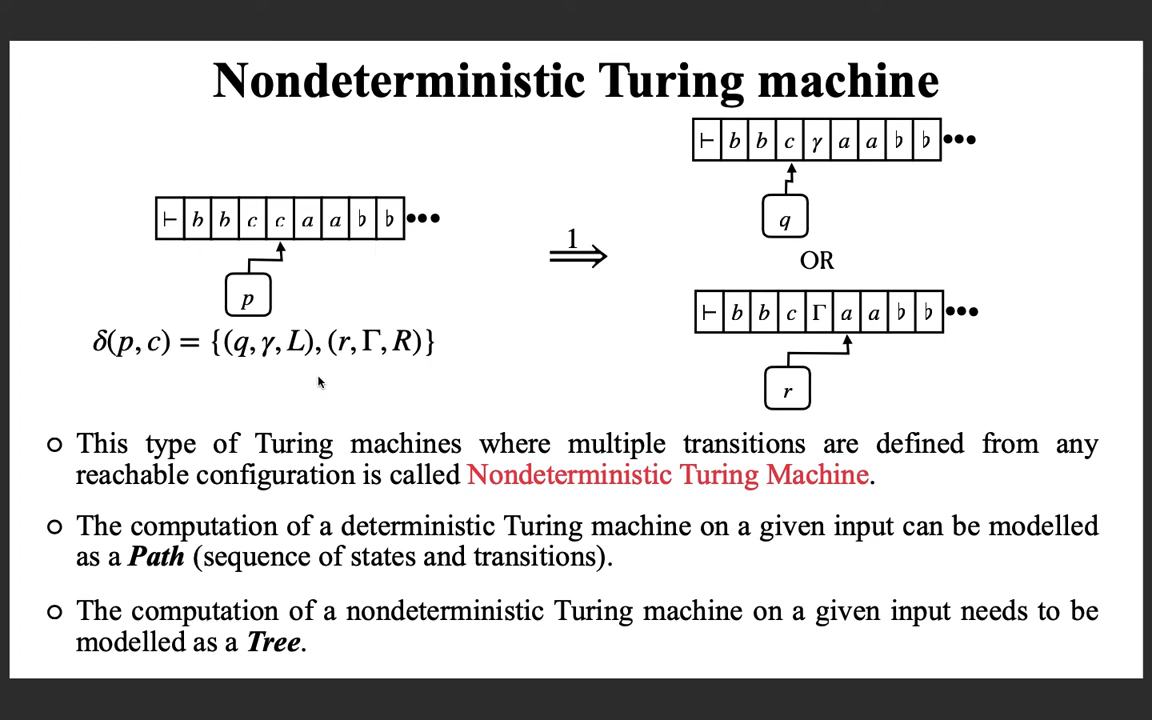 Nondeterministic Turing machine
⊢ b b c c a a ♭ ♭ •••
p
δ(p, c) = {(q, γ, L), (r, Γ, R)}
1
⟹
⊢ b b c γ a a ♭ ♭ •••
q
OR
⊢ b b c Γ a a ♭ ♭ •••
r
This type of Turing machines where multiple transitions are defined from any
reachable configuration is called Nondeterministic Turing Machine.
The computation of a deterministic Turing machine on a given input can be modelled
as a Path (sequence of states and transitions).
The computation of a nondeterministic Turing machine on a given input needs to be
modelled as a Tree.